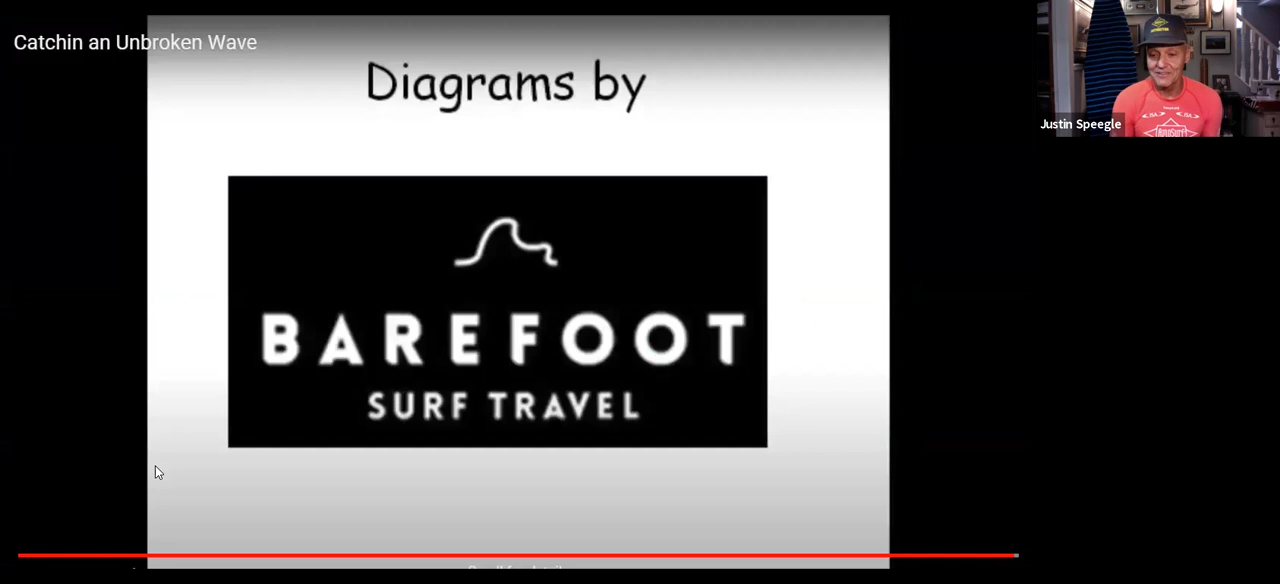 Catchin an Unbroken Wave
Diagrams by
BAREFOOT
SURF TRAVEL
Justin Speegle